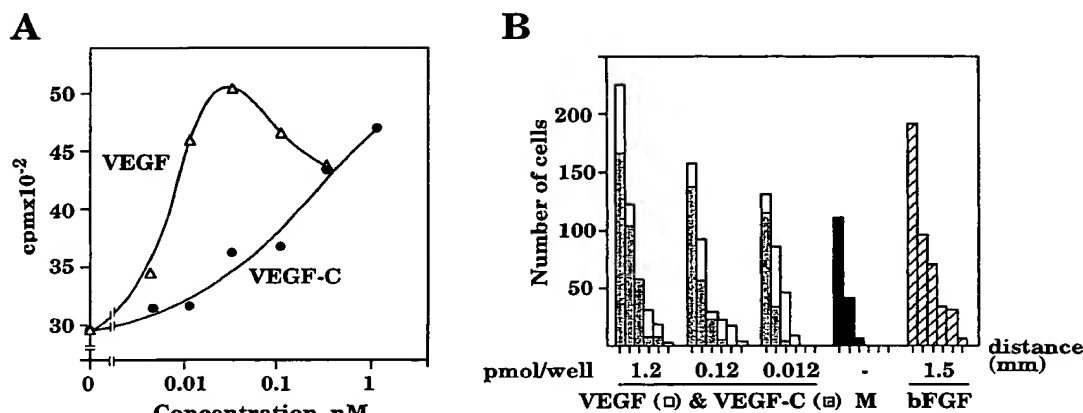 A
cpmx10-2
50
45
40
35
30
VEGF
VEGF-C
0 0.01 0.1 1
Concentration, nM
B
Number of cells
200
150
100
50
distance
(mm)
pmol/well 1.2 0.12 0.012 - 1.5
VEGF (□) & VEGF-C (▩) M bFGF